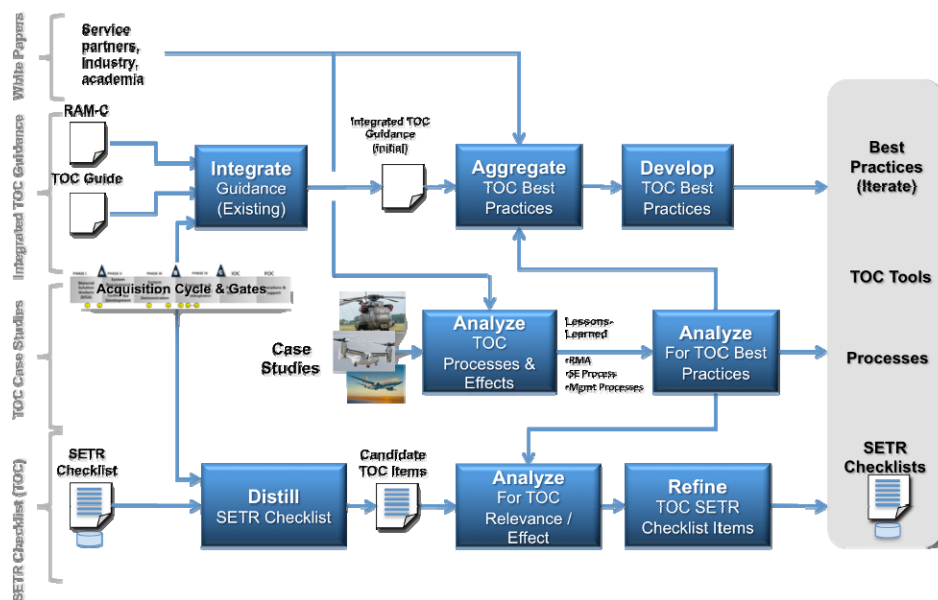 White Papers
Service
partners,
industry,
academia
Integrated TOC Guidance
RAM-C
TOC Guide
Integrate
Guidance
(Existing)
Integrated TOC
Guidance
(initial)
Aggregate
TOC Best
Practices
Develop
TOC Best
Practices
Best
Practices
(Iterate)
TOC Tools
Processes
SETR
Checklists
Acquisition Cycle & Gates
TOC Case Studies
Case
Studies
Analyze
TOC
Processes &
Effects
Lessons-
Learned
•RMA
•SE Process
•Mgmt Processes
Analyze
For TOC Best
Practices
SETR Checklist (TOC)
SETR
Checklist
Distill
SETR Checklist
Candidate
TOC Items
Analyze
For TOC
Relevance /
Effect
Refine
TOC SETR
Checklist Items